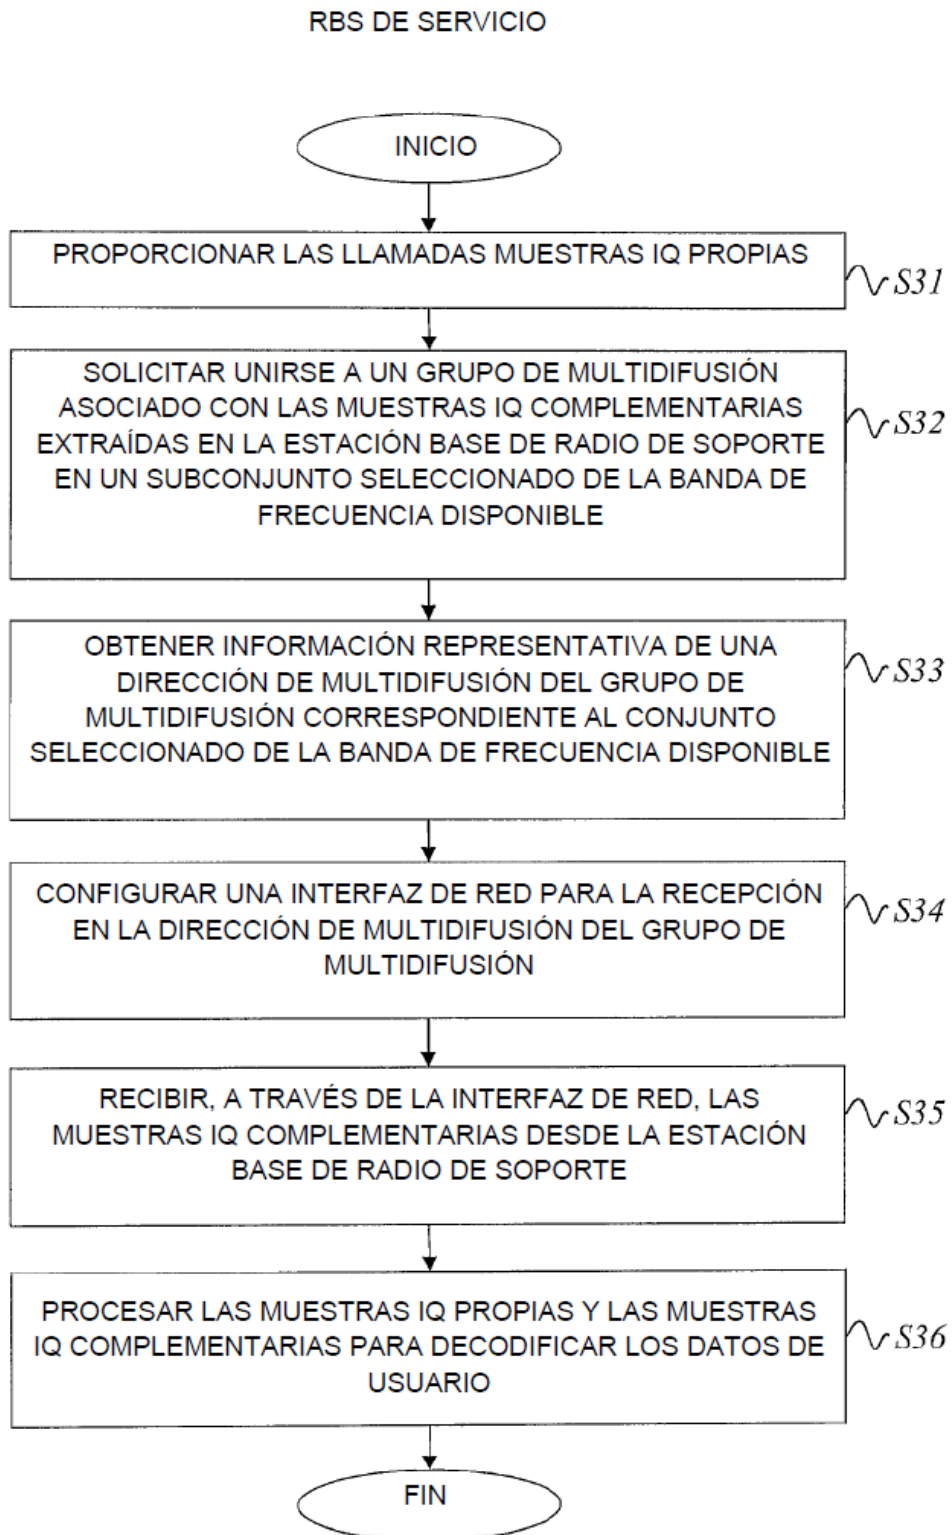 RBS DE SERVICIO
INICIO
PROPORCIONAR LAS LLAMADAS MUESTRAS IQ PROPIAS
S31
SOLICITAR UNIRSE A UN GRUPO DE MULTIDIFUSIÓN
ASOCIADO CON LAS MUESTRAS IQ COMPLEMENTARIAS
EXTRAÍDAS EN LA ESTACIÓN BASE DE RADIO DE SOPORTE
EN UN SUBCONJUNTO SELECCIONADO DE LA BANDA DE
FRECUENCIA DISPONIBLE
S32
OBTENER INFORMACIÓN REPRESENTATIVA DE UNA
DIRECCIÓN DE MULTIDIFUSIÓN DEL GRUPO DE
MULTIDIFUSIÓN CORRESPONDIENTE AL CONJUNTO
SELECCIONADO DE LA BANDA DE FRECUENCIA DISPONIBLE
S33
CONFIGURAR UNA INTERFAZ DE RED PARA LA RECEPCIÓN
EN LA DIRECCIÓN DE MULTIDIFUSIÓN DEL GRUPO DE
MULTIDIFUSIÓN
S34
RECIBIR, A TRAVÉS DE LA INTERFAZ DE RED, LAS
MUESTRAS IQ COMPLEMENTARIAS DESDE LA ESTACIÓN
BASE DE RADIO DE SOPORTE
S35
PROCESAR LAS MUESTRAS IQ PROPIAS Y LAS MUESTRAS
IQ COMPLEMENTARIAS PARA DECODIFICAR LOS DATOS DE
USUARIO
S36
FIN